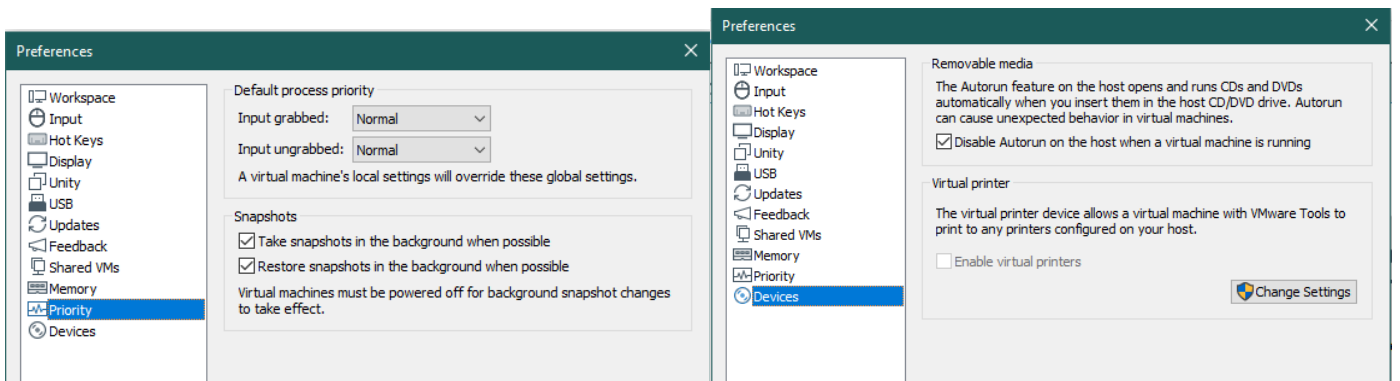 Preferences
Workspace
Input
Hot Keys
Display
Unity
USB
Updates
Feedback
Shared VMs
Memory
Priority
Devices
Default process priority
Input grabbed: Normal
Input ungrabbed: Normal
A virtual machine's local settings will override these global settings.
Snapshots
Take snapshots in the background when possible
Restore snapshots in the background when possible
Virtual machines must be powered off for background snapshot changes
to take effect.
Preferences
Workspace
Input
Hot Keys
Display
Unity
USB
Updates
Feedback
Shared VMs
Memory
Priority
Devices
Removable media
The Autorun feature on the host opens and runs CDs and DVDs
automatically when you insert them in the host CD/DVD drive. Autorun
can cause unexpected behavior in virtual machines.
Disable Autorun on the host when a virtual machine is running
Virtual printer
The virtual printer device allows a virtual machine with VMware Tools to
print to any printers configured on your host.
Enable virtual printers
Change Settings